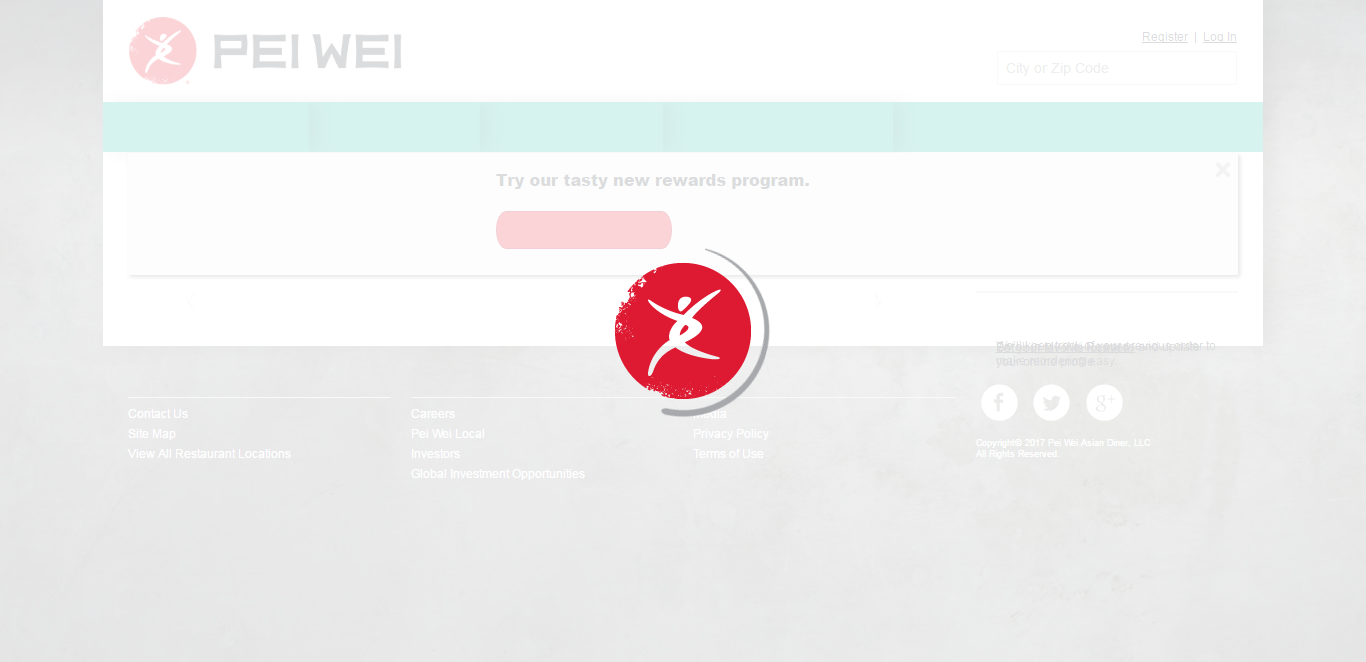 PEI WEI
Register | Log In
City or Zip Code
Try our tasty new rewards program.
Contact Us
Site Map
View All Restaurant Locations
Careers
Pei Wei Local
Investors
Global Investment Opportunities
Media
Privacy Policy
Terms of Use
f
g+
Copyright© 2017 Pei Wei Asian Diner, LLC
All Rights Reserved.